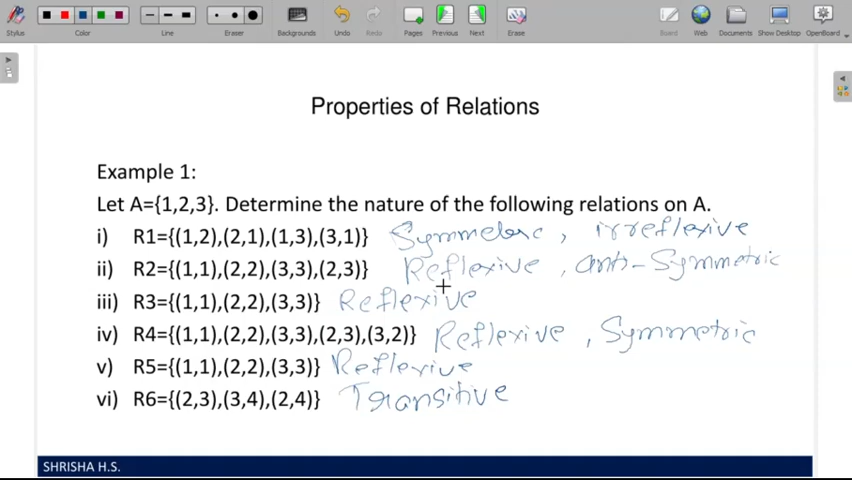 Stylus
Color
Line
Eraser
Backgrounds
Undo
Redo
Pages
Previous
Next
Erase
Board
Web
Documents
Show Desktop
OpenBoard
Properties of Relations
Example 1:
Let A={1,2,3}. Determine the nature of the following relations on A.
i) R1={(1,2),(2,1),(1,3),(3,1)} Symmetric, irreflexive
ii) R2={(1,1),(2,2),(3,3),(2,3)} Reflexive, anti-Symmetric
iii) R3={(1,1),(2,2),(3,3)} Reflexive
iv) R4={(1,1),(2,2),(3,3),(2,3),(3,2)} Reflexive, Symmetric
v) R5={(1,1),(2,2),(3,3)} Reflexive
vi) R6={(2,3),(3,4),(2,4)} Transitive
SHRISHA H.S.